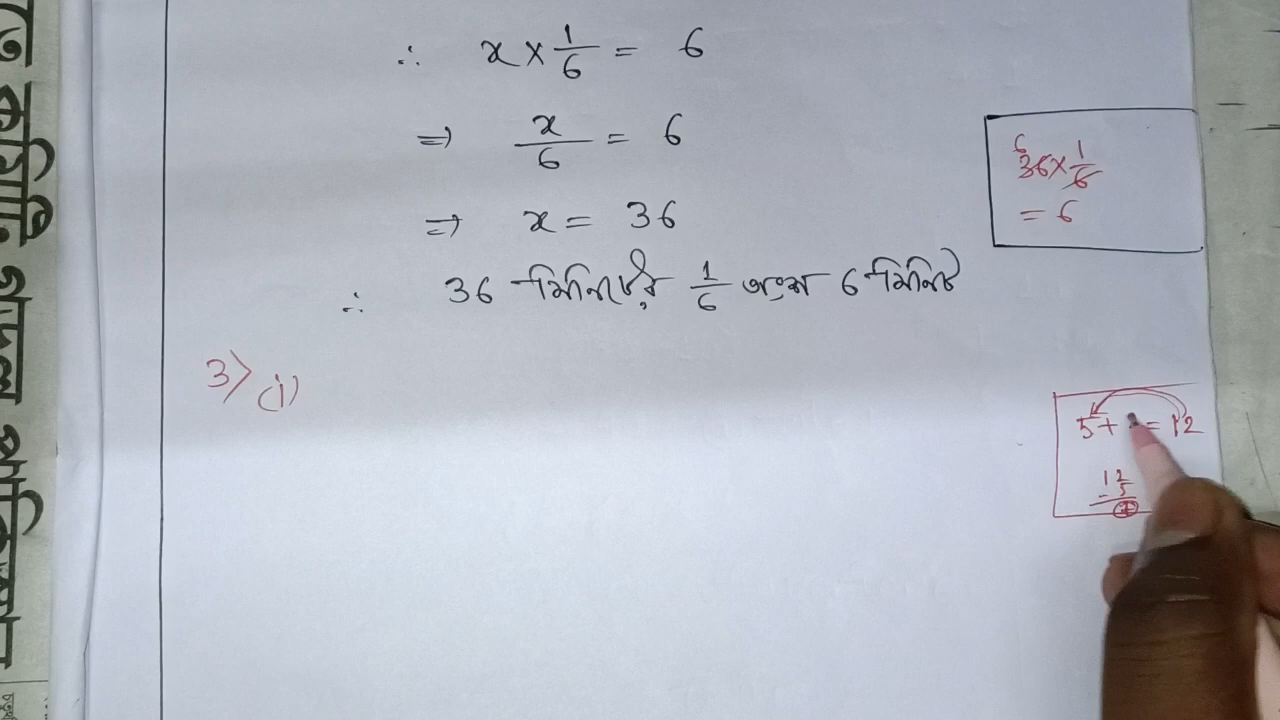 ∴ x × 1/6 = 6
⇒ x/6 = 6
⇒ x = 36
∴ 36 মিনিটের 1/6 অংশ 6 মিনিট
6
36 × 1/6
= 6
3> (i)
5 + = 12
12
- 5
7